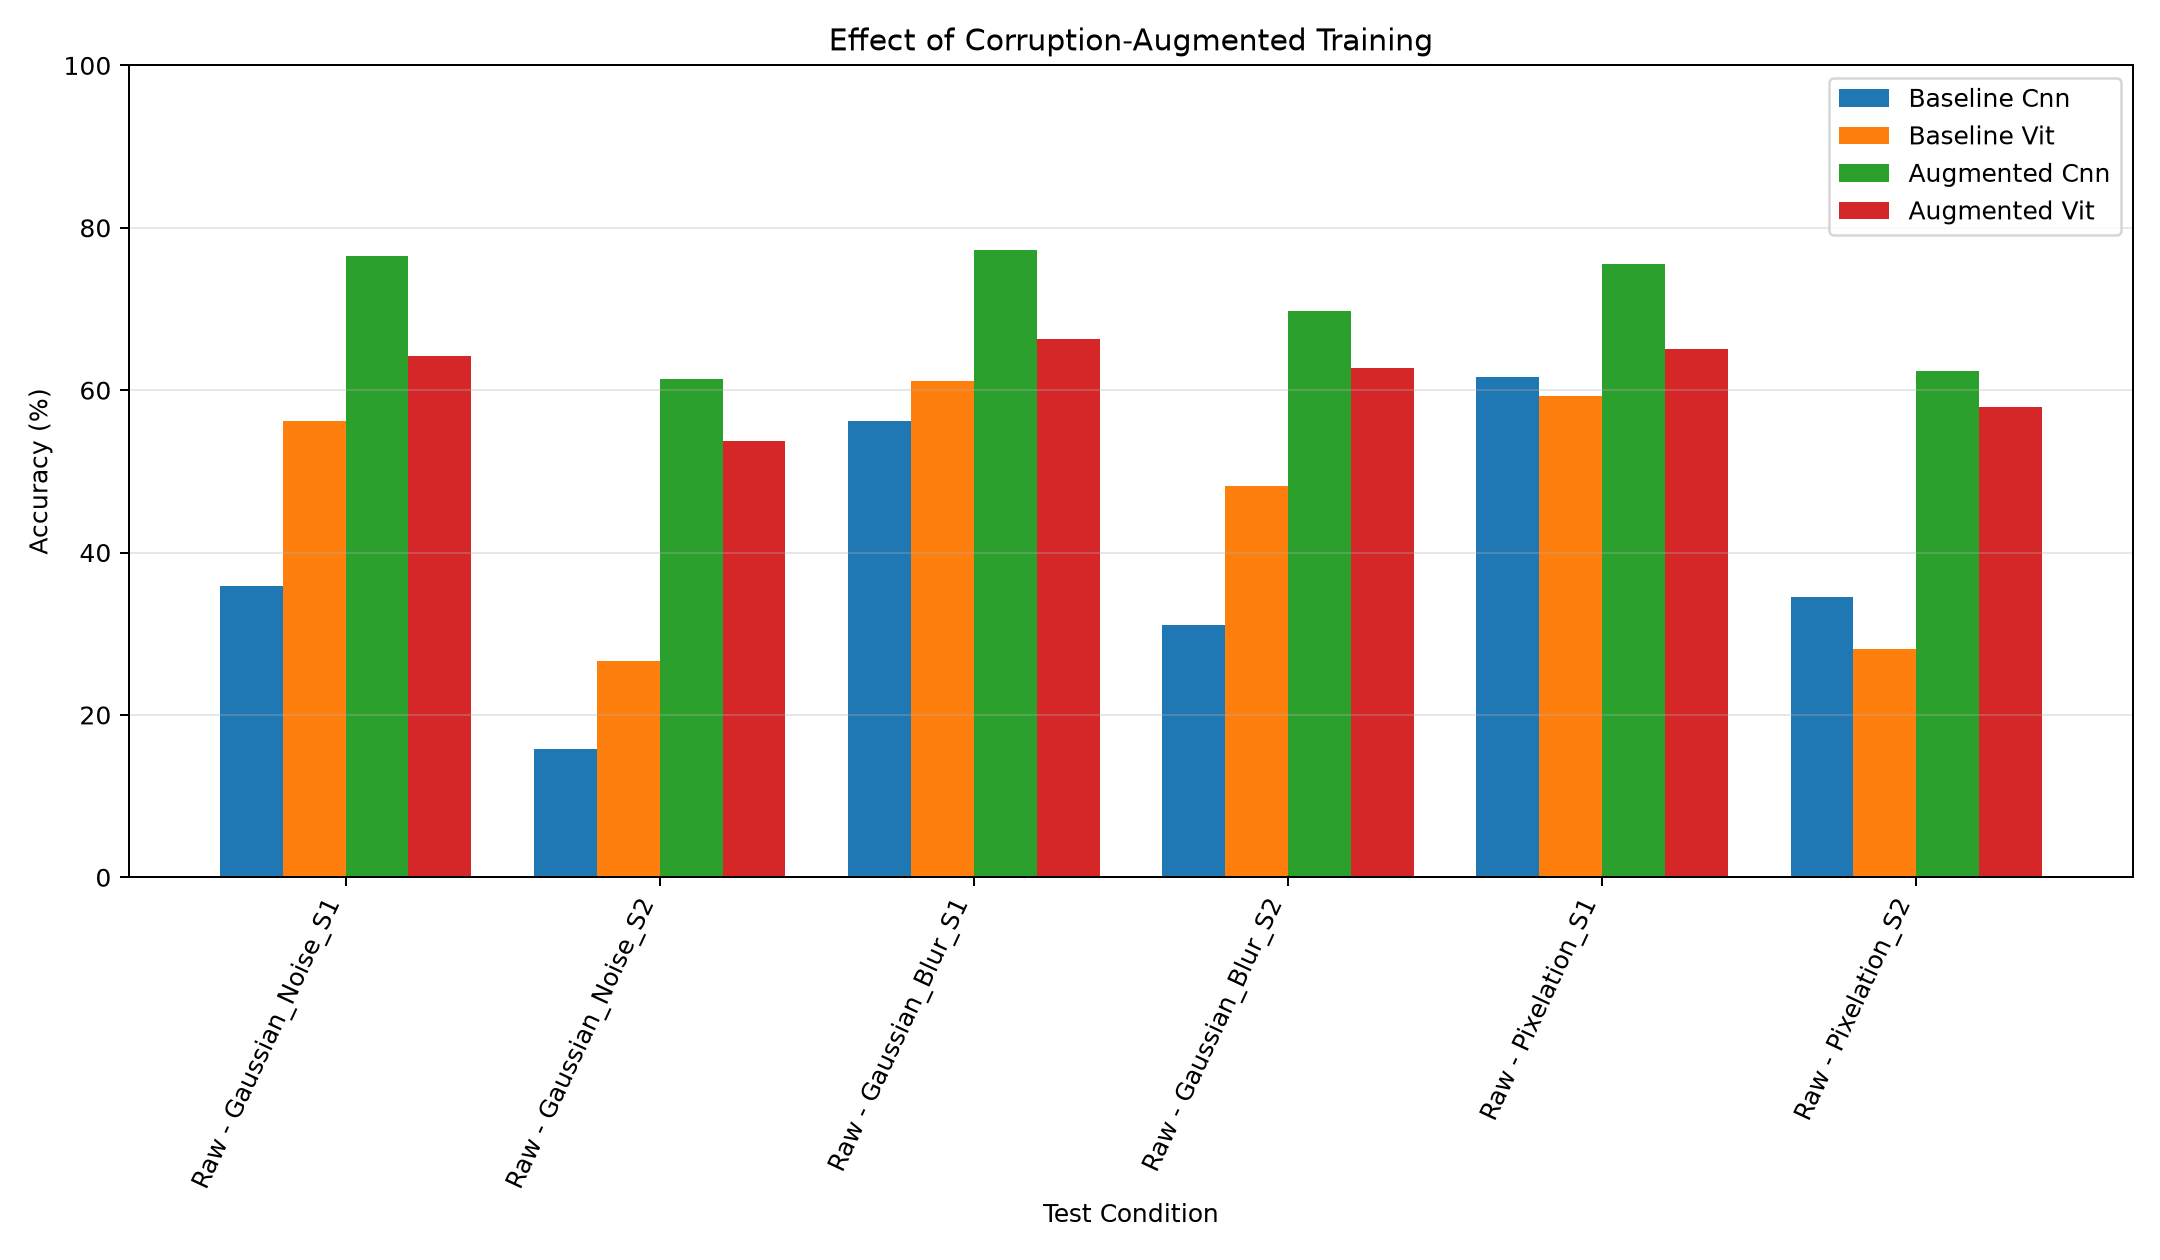 Effect of Corruption-Augmented Training
Baseline Cnn
Baseline Vit
Augmented Cnn
Augmented Vit
Accuracy (%)
100
80
60
40
20
0
Raw - Gaussian_Noise_S1
Raw - Gaussian_Noise_S2
Raw - Gaussian_Blur_S1
Raw - Gaussian_Blur_S2
Raw - Pixelation_S1
Raw - Pixelation_S2
Test Condition